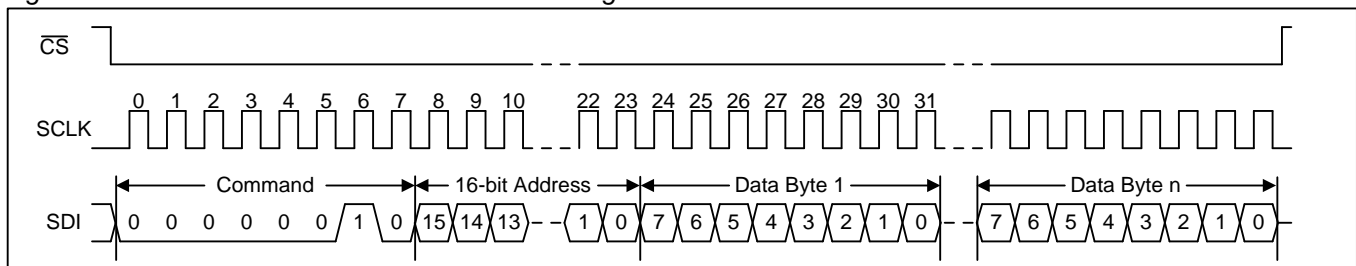 CS
0 1 2 3 4 5 6 7 8 9 10 22 23 24 25 26 27 28 29 30 31
SCLK
Command 16-bit Address Data Byte 1 Data Byte n
SDI 0 0 0 0 0 0 1 0 15 14 13 1 0 7 6 5 4 3 2 1 0 7 6 5 4 3 2 1 0